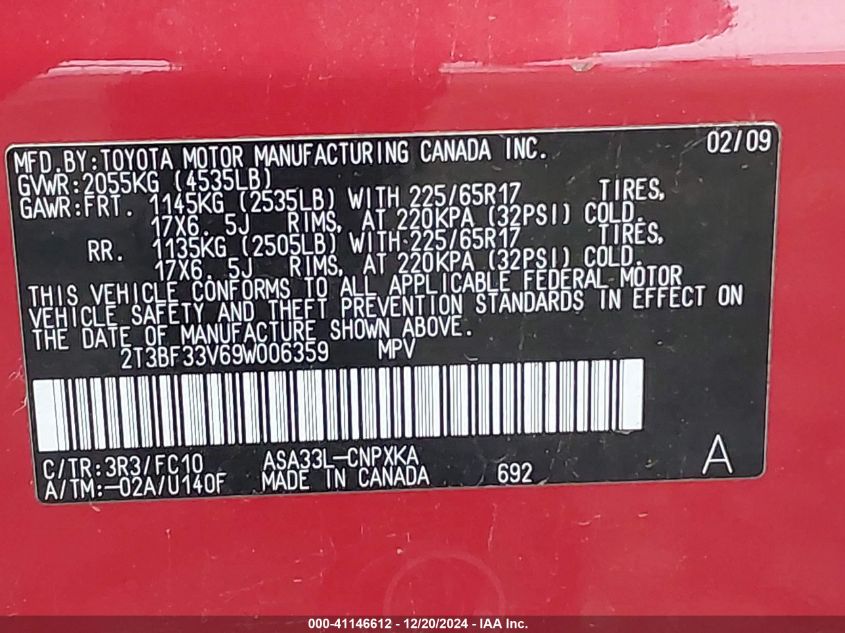 MFD.BY:TOYOTA MOTOR MANUFACTURING CANADA INC. 02/09
GVWR:2055KG (4535LB)
GAWR:FRT. 1145KG (2535LB) WITH 225/65R17 TIRES,
17X6. 5J RIMS, AT 220KPA (32PSI) COLD.
RR. 1135KG (2505LB) WITH 225/65R17 TIRES,
17X6. 5J RIMS, AT 220KPA (32PSI) COLD.
THIS VEHICLE CONFORMS TO ALL APPLICABLE FEDERAL MOTOR
VEHICLE SAFETY AND THEFT PREVENTION STANDARDS IN EFFECT ON
THE DATE OF MANUFACTURE SHOWN ABOVE.
2T3BF33V69W006359 MPV
C/TR:3R3/FC10 ASA33L-CNPXKA A
A/TM:-02A/U140F MADE IN CANADA 692
000-41146612 - 12/20/2024 - IAA Inc.